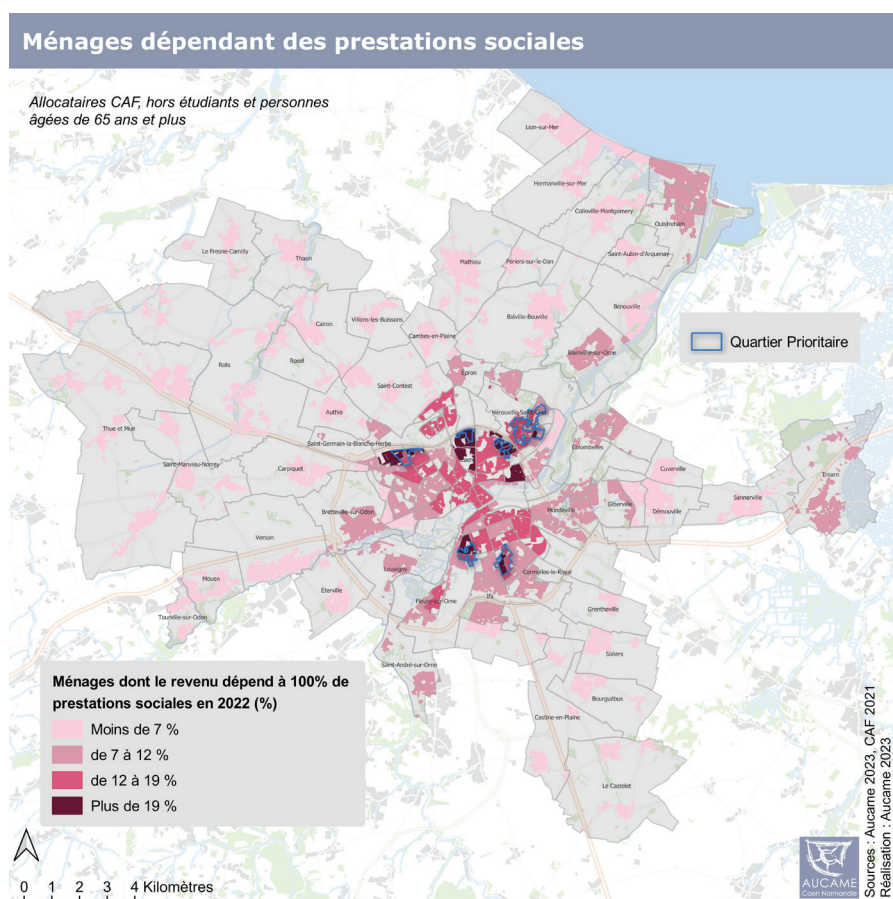 Ménages dépendant des prestations sociales
Allocataires CAF, hors étudiants et personnes
âgées de 65 ans et plus
Lion-sur-Mer
Hermanville-sur-Mer
Colleville-Montgomery
Ouistreham
Le Fresne-Camilly
Thaon
Mathieu
Périers-sur-le-Dan
Saint-Aubin-d'Arquenay
Bénouville
Cairon
Villons-les-Buissons
Biéville-Beuville
Cambes-en-Plaine
Quartier Prioritaire
Rots
Rosel
Blainville-sur-Orne
Epron
Saint-Contest
Authie
Hérouville-Saint-Clair
Thue et Mue
Saint-Germain-la-Blanche-Herbe
Colombelles
Caen
Saint-Manvieu-Norrey
Carpiquet
Cuverville
Troarn
Sannerville
Bretteville-sur-Odon
Mondeville
Giberville
Démouville
Verson
Louvigny
Cormelles-le-Royal
Mouen
Éterville
Fleury-sur-Orne
Ifs
Grentheville
Tourville-sur-Odon
Soliers
Saint-André-sur-Orne
Bourguébus
Castine-en-Plaine
Le Castelet
Ménages dont le revenu dépend à 100% de
prestations sociales en 2022 (%)
Moins de 7 %
de 7 à 12 %
de 12 à 19 %
Plus de 19 %
0 1 2 3 4 Kilomètres
AUCAME
Caen Normandie
Sources : Aucame 2023, CAF 2021
Réalisation : Aucame 2023